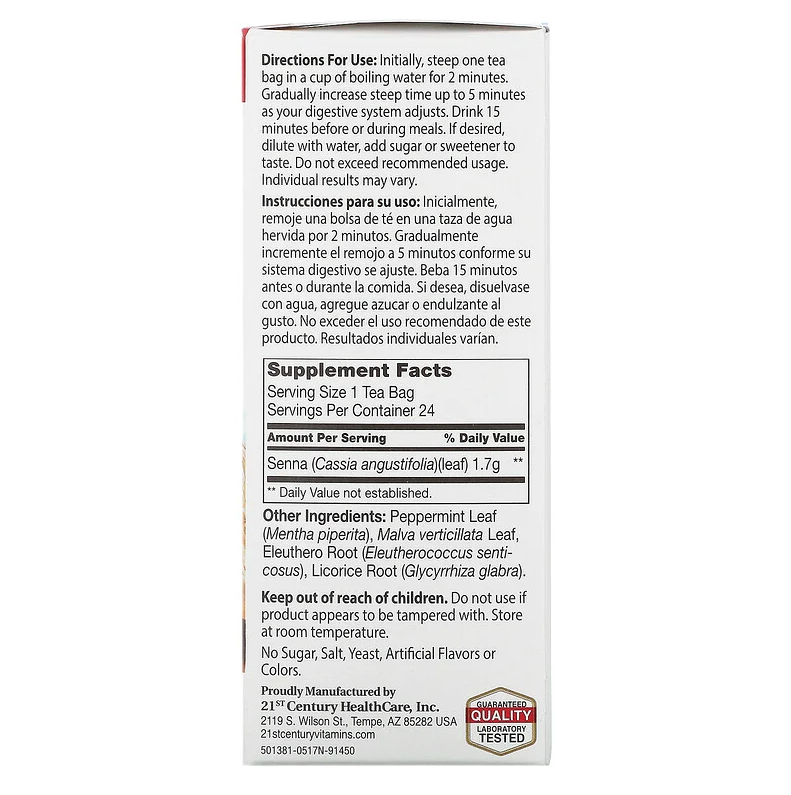 Directions For Use: Initially, steep one tea
bag in a cup of boiling water for 2 minutes.
Gradually increase steep time up to 5 minutes
as your digestive system adjusts. Drink 15
minutes before or during meals. If desired,
dilute with water, add sugar or sweetener to
taste. Do not exceed recommended usage.
Individual results may vary.
Instrucciones para su uso: Inicialmente,
remoje una bolsa de té en una taza de agua
hervida por 2 minutos. Gradualmente
incremente el remojo a 5 minutos conforme su
sistema digestivo se ajuste. Beba 15 minutos
antes o durante la comida. Si desea, disuelvase
con agua, agregue azucar o endulzante al
gusto. No exceder el uso recomendado de este
producto. Resultados individuales varían.
Supplement Facts
Serving Size 1 Tea Bag
Servings Per Container 24
Amount Per Serving % Daily Value
Senna (Cassia angustifolia)(leaf) 1.7g **
** Daily Value not established.
Other Ingredients: Peppermint Leaf
(Mentha piperita), Malva verticillata Leaf,
Eleuthero Root (Eleutherococcus senti-
cosus), Licorice Root (Glycyrrhiza glabra).
Keep out of reach of children. Do not use if
product appears to be tampered with. Store
at room temperature.
No Sugar, Salt, Yeast, Artificial Flavors or
Colors.
Proudly Manufactured by
21ST Century HealthCare, Inc.
2119 S. Wilson St., Tempe, AZ 85282 USA
21stcenturyvitamins.com
501381-0517N-91450
GUARANTEED
QUALITY
LABORATORY
TESTED